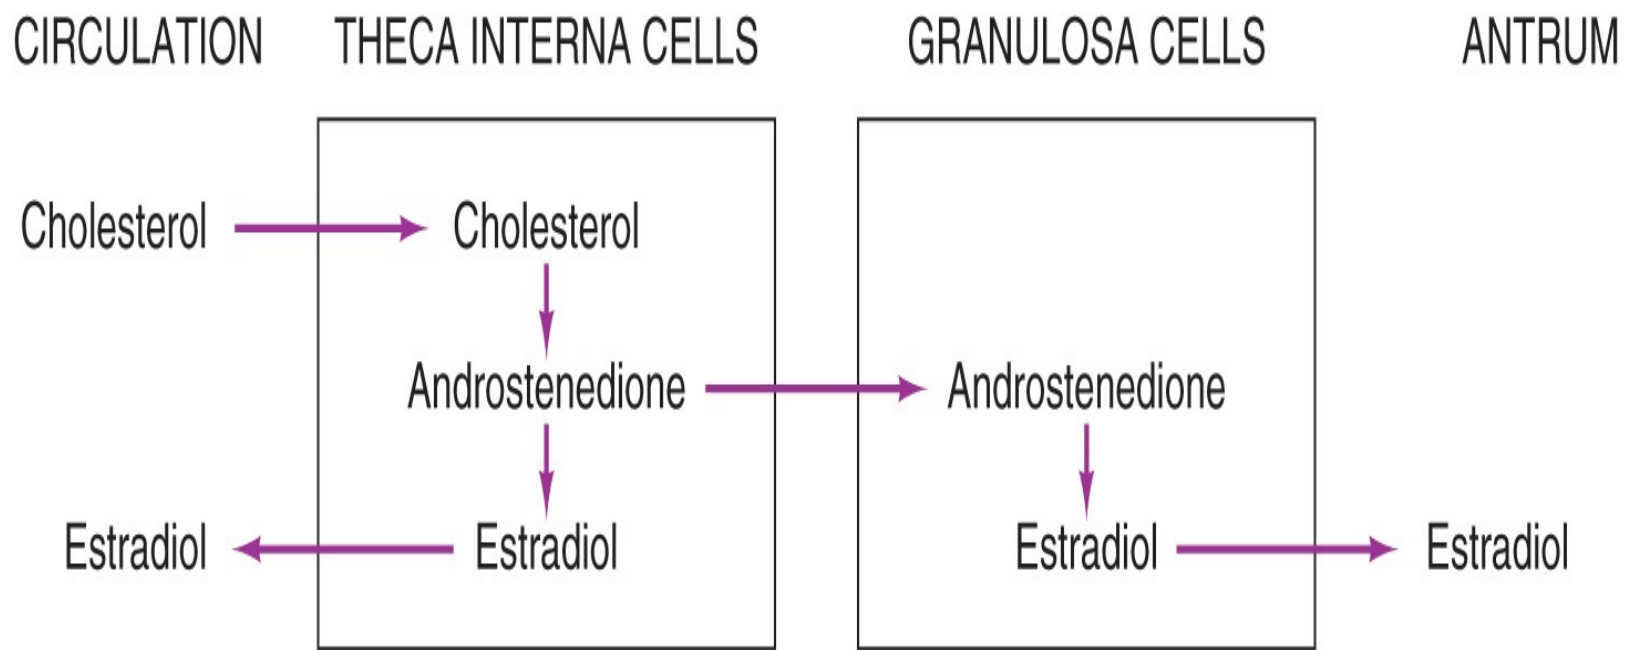 CIRCULATION THECA INTERNA CELLS GRANULOSA CELLS ANTRUM
Cholesterol Cholesterol
Androstenedione Androstenedione
Estradiol Estradiol Estradiol Estradiol